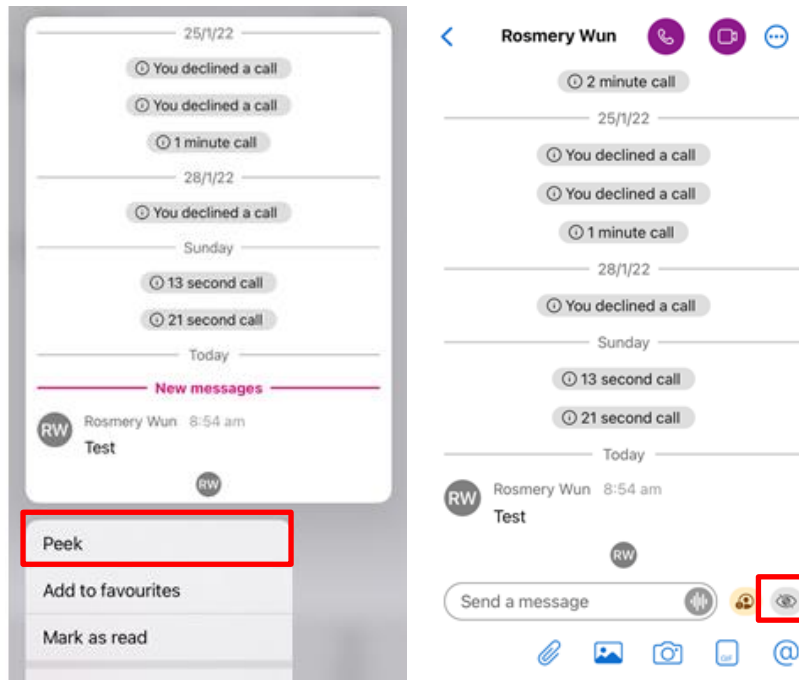 25/1/22
You declined a call
You declined a call
1 minute call
28/1/22
You declined a call
Sunday
13 second call
21 second call
Today
New messages
RW
Rosmery Wun 8:54 am
Test
RW
Peek
Add to favourites
Mark as read
Rosmery Wun
2 minute call
25/1/22
You declined a call
You declined a call
1 minute call
28/1/22
You declined a call
Sunday
13 second call
21 second call
Today
RW
Rosmery Wun 8:54 am
Test
RW
Send a message
GIF
@